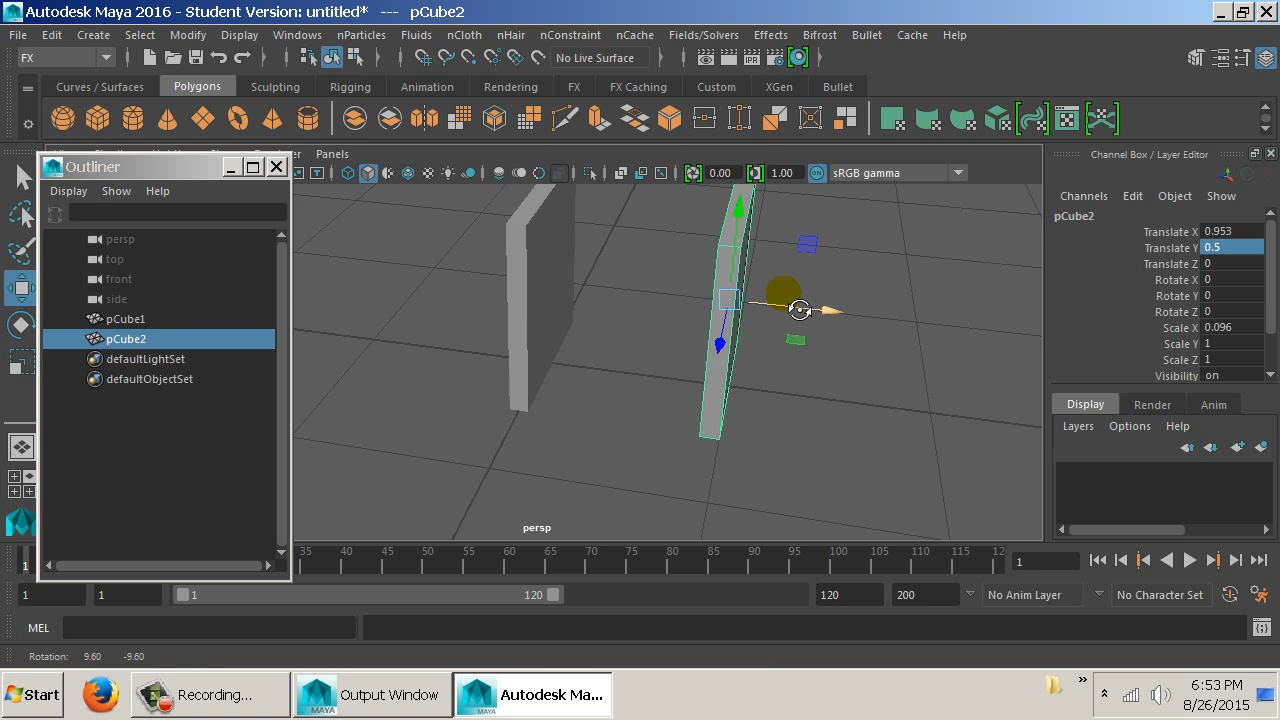 Autodesk Maya 2016 - Student Version: untitled* --- pCube2
File Edit Create Select Modify Display Windows nParticles Fluids nCloth nHair nConstraint nCache Fields/Solvers Effects Bifrost Bullet Cache Help
FX
No Live Surface
Curves / Surfaces Polygons Sculpting Rigging Animation Rendering FX FX Caching Custom XGen Bullet
Panels
0.00 1.00 sRGB gamma
Outliner
Display Show Help
persp
top
front
side
pCube1
pCube2
defaultLightSet
defaultObjectSet
persp
Channel Box / Layer Editor
Channels Edit Object Show
pCube2
Translate X 0.953
Translate Y 0.5
Translate Z 0
Rotate X 0
Rotate Y 0
Rotate Z 0
Scale X 0.096
Scale Y 1
Scale Z 1
Visibility on
Display Render Anim
Layers Options Help
1 35 40 45 50 55 60 65 70 75 80 85 90 95 100 105 110 115 12 1
1 1 1 120 120 200 No Anim Layer No Character Set
MEL
Rotation: 9.60 -9.60
Start Recording... Output Window Autodesk Ma... 6:53 PM
MAYA MAYA 8/26/2015